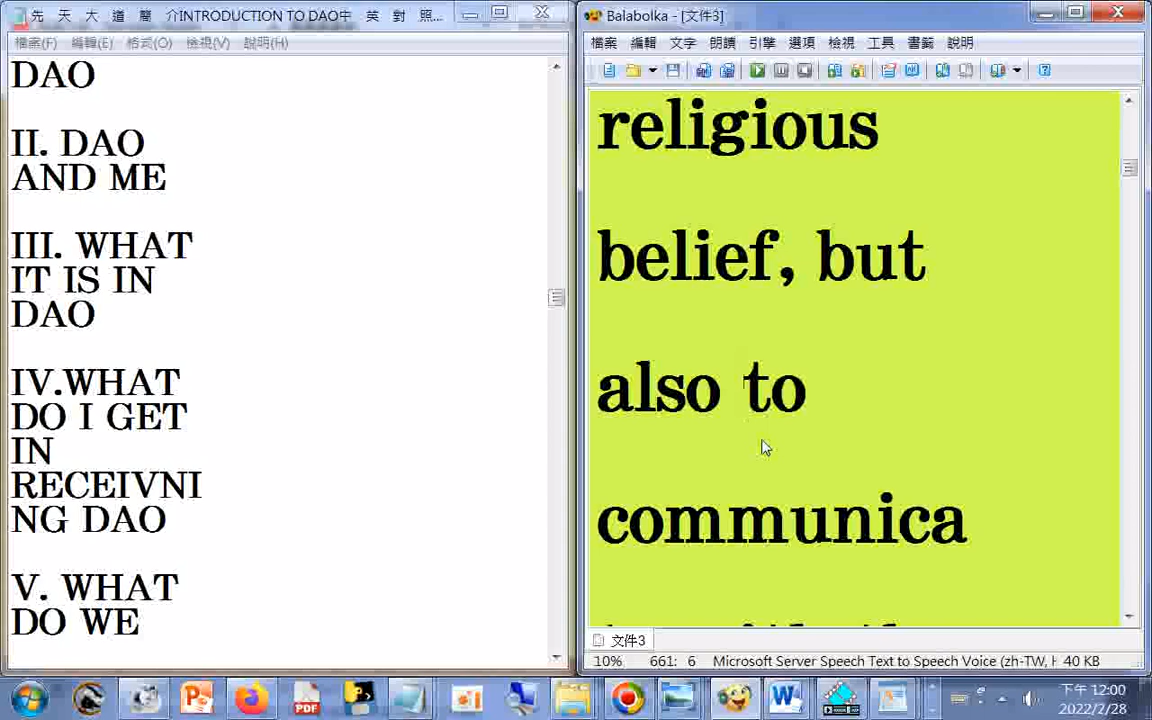 先 天 大 道 簡 介INTRODUCTION TO DAO中 英 對 照...
檔案(F) 編輯(E) 格式(O) 檢視(V) 說明(H)
DAO
II. DAO
AND ME
III. WHAT
IT IS IN
DAO
IV.WHAT
DO I GET
IN
RECEIVNI
NG DAO
V. WHAT
DO WE
Balabolka - [文件3]
檔案 編輯 文字 朗讀 引擎 選項 檢視 工具 書籤 說明
religious
belief, but
also to
communica
文件3
10% 661: 6 Microsoft Server Speech Text to Speech Voice (zh-TW, H 40 KB
下午 12:00
2022/2/28